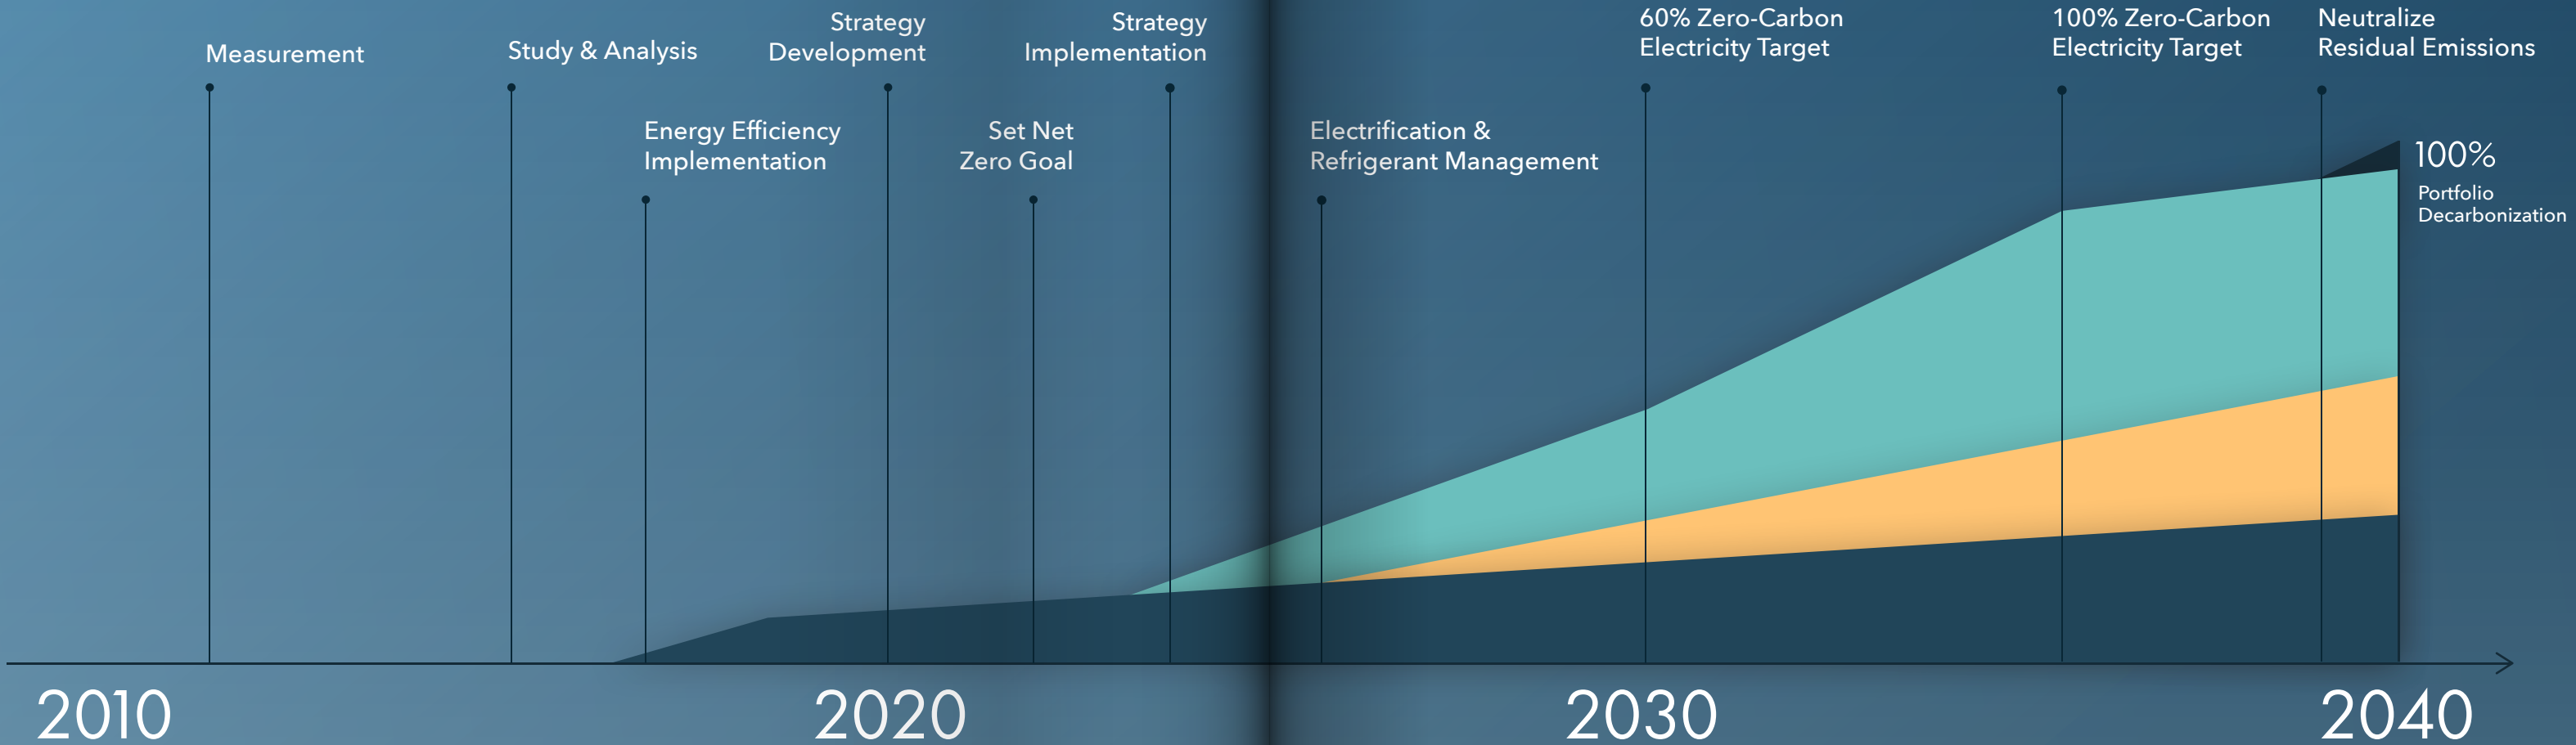 Measurement
Study & Analysis
Energy Efficiency
Implementation
Strategy
Development
Set Net
Zero Goal
Strategy
Implementation
Electrification &
Refrigerant Management
60% Zero-Carbon
Electricity Target
100% Zero-Carbon
Electricity Target
Neutralize
Residual Emissions
100%
Portfolio
Decarbonization
2010
2020
2030
2040